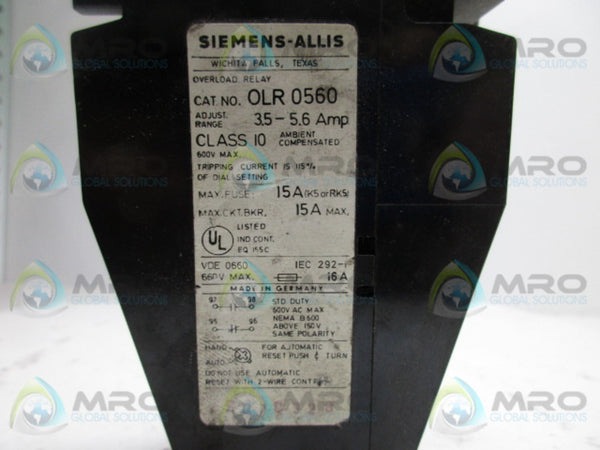 SIEMENS-ALLIS
WICHITA FALLS, TEXAS
OVERLOAD RELAY
CAT. NO. OLR 0560
ADJUST. RANGE 3.5-5.6 Amp
CLASS 10 AMBIENT COMPENSATED
600V MAX.
TRIPPING CURRENT IS 115%
OF DIAL SETTING
MAX. FUSE: 15A (K5 or RK5)
MAX. CKT. BKR. 15A MAX.
UL LISTED
IND. CONT.
EQ. 155C
VDE 0660 IEC 292-1
660V MAX. 16A
MADE IN GERMANY
97 98 STD. DUTY
600V AC MAX
NEMA B600
95 96 ABOVE 150V
SAME POLARITY
HAND FOR AUTOMATIC
AUTO RESET PUSH & TURN
DO NOT USE AUTOMATIC
RESET WITH 2-WIRE CONTROL
MRO
GLOBAL SOLUTIONS